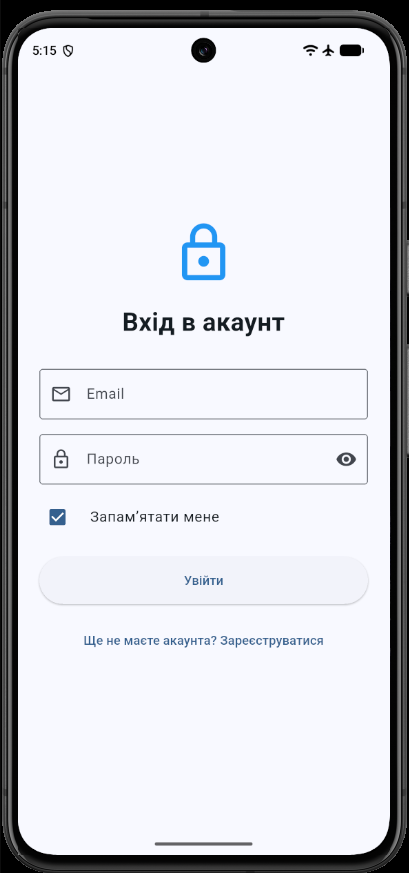 5:15
Вхід в акаунт
Email
Пароль
Запам’ятати мене
Увійти
Ще не маєте акаунта? Зареєструватися